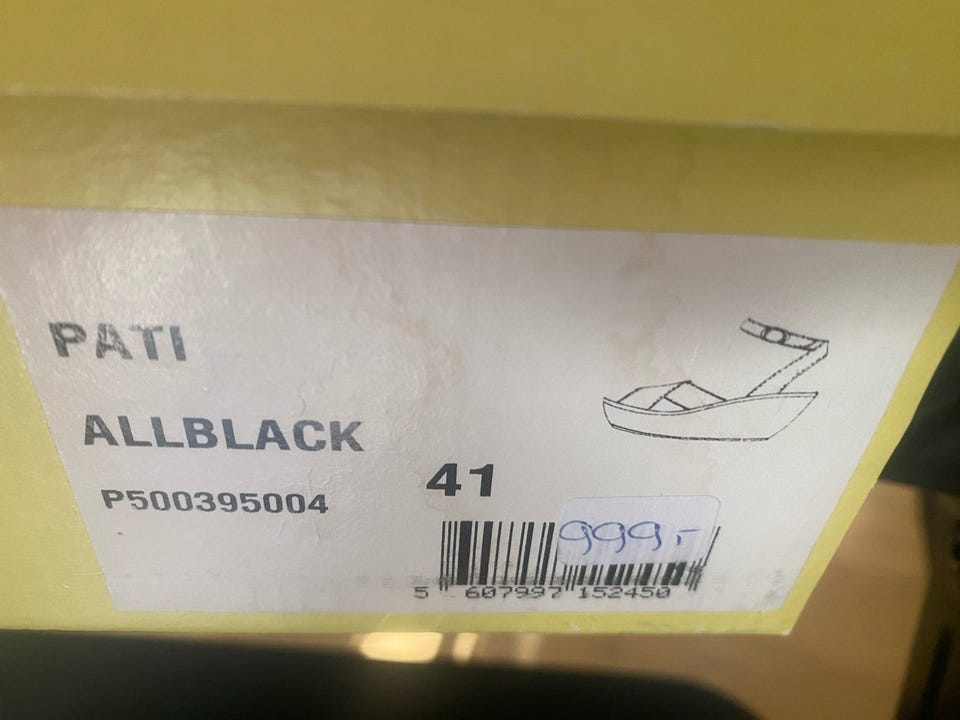 PATI
ALLBLACK
P500395004
41
999,-
5 607997 152450